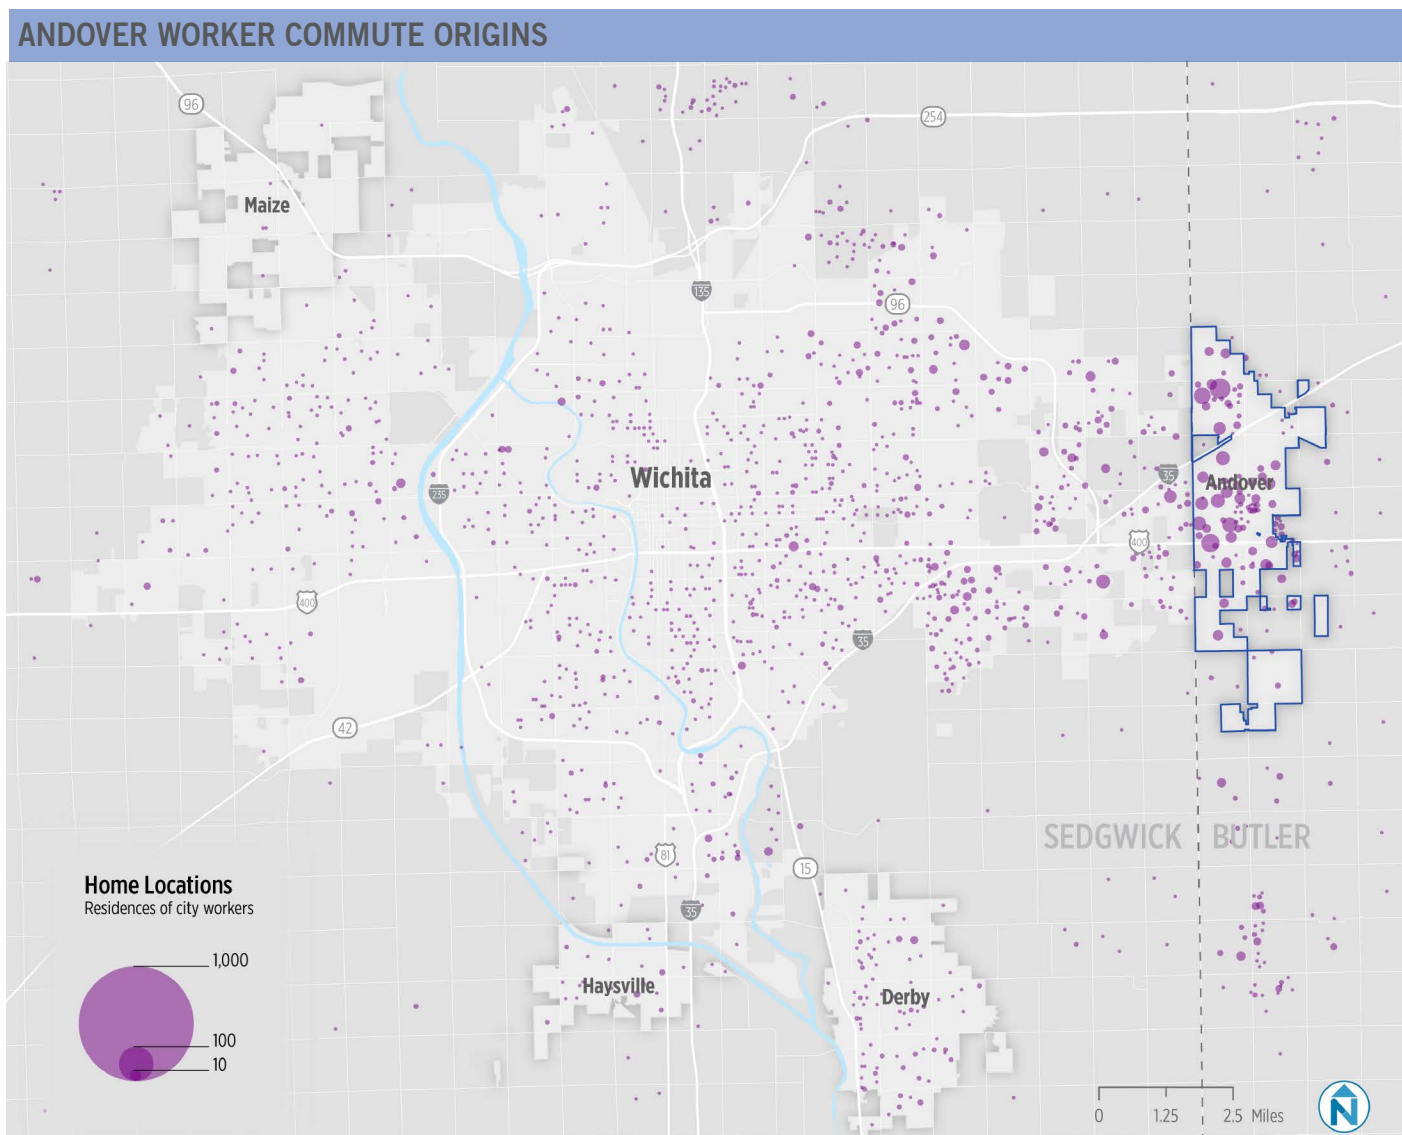 ANDOVER WORKER COMMUTE ORIGINS
96
254
Maize
135
96
Wichita
235
35
Andover
400
400
35
42
SEDGWICK
BUTLER
81
15
Home Locations
Residences of city workers
35
1,000
Haysville
Derby
100
10
0
1.25
2.5 Miles
N